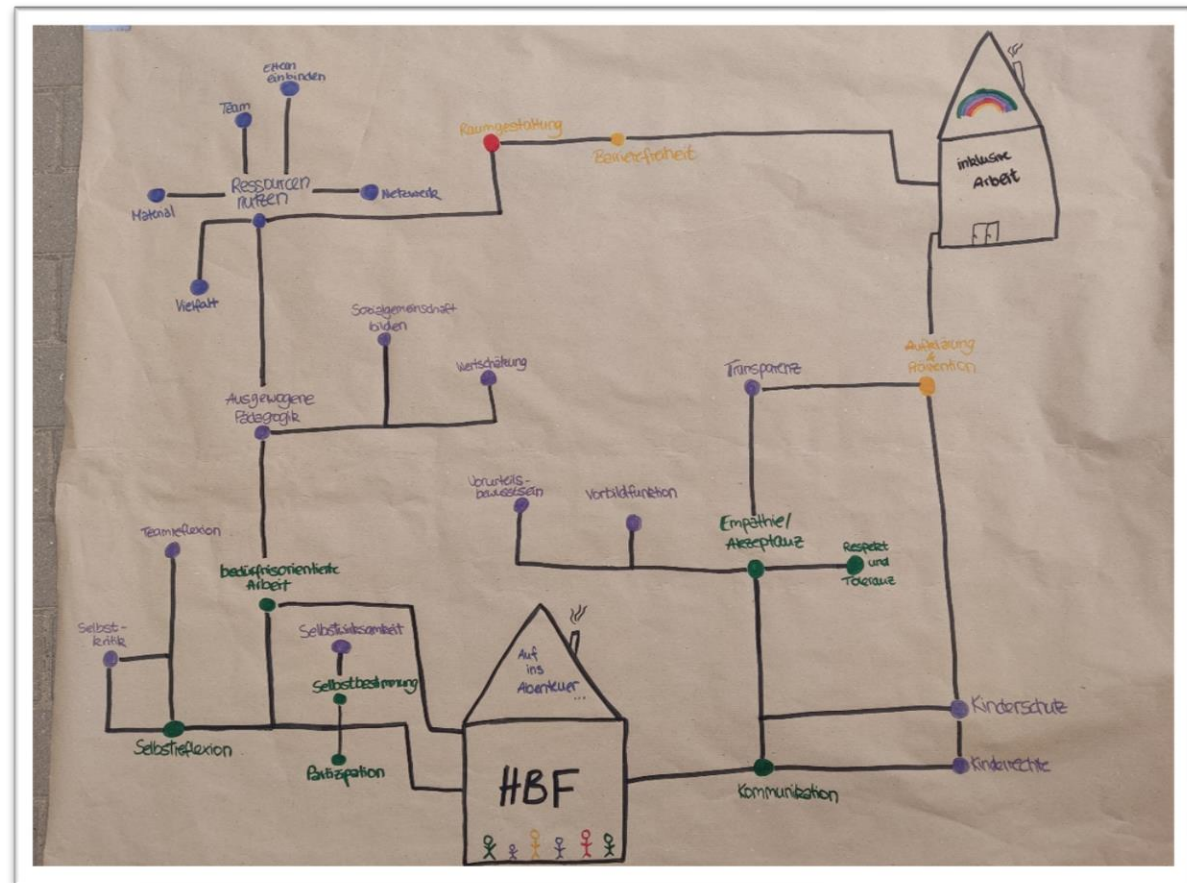 Eltern
einbinden
Team
Ressourcen
nutzen
Material
Netzwerk
Vielfalt
Raumgestaltung
Barrierefreiheit
inklusive
Arbeit
Sozialgemeinschaft
bilden
Wertschätzung
Ausgewogene
Pädagogik
Transparenz
Aufklärung
&
Prävention
Vorurteils-
bewusstsein
Vorbildfunktion
Empathie/
Akzeptanz
Respekt
und
Toleranz
Teamreflexion
bedürfnisorientierte
Arbeit
Selbst-
kritik
Selbstwirksamkeit
Selbstbestimmung
Selbstreflexion
Partizipation
Auf
ins
Abenteuer...
HBF
Kinderschutz
Kinderrechte
Kommunikation